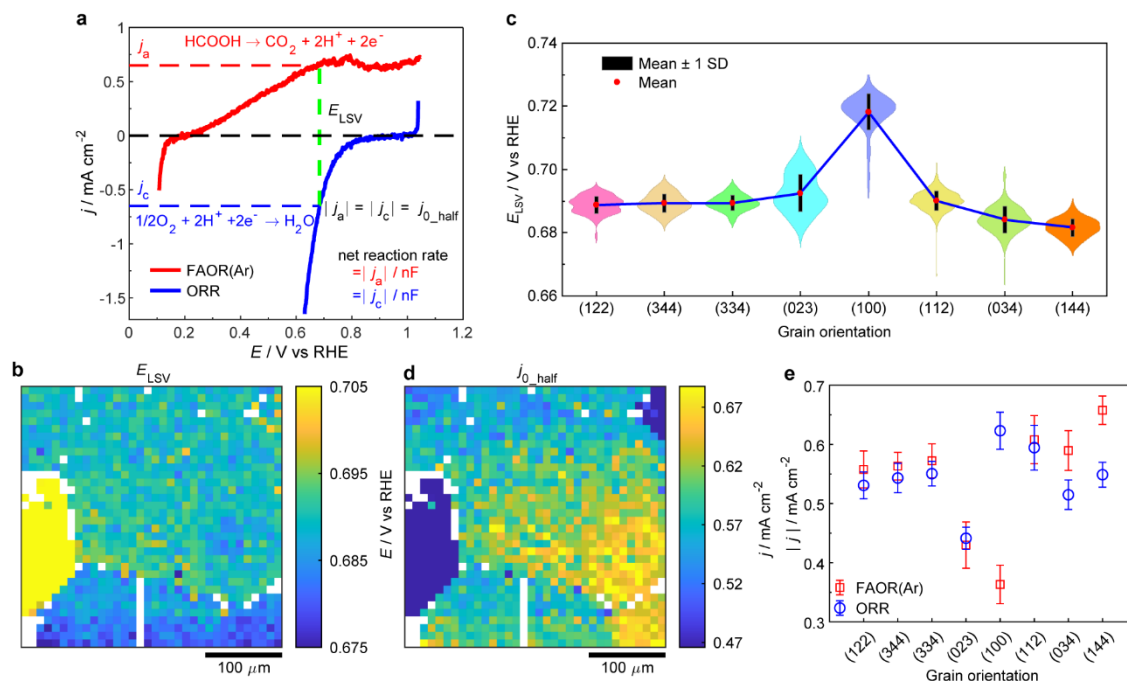 a
HCOOH → CO2 + 2H+ + 2e-
ja
ELSV
jc
1/2O2 + 2H+ +2e- → H2O
| ja | = | jc | = j0_half
net reaction rate
=| ja | / nF
=| jc | / nF
FAOR(Ar)
ORR
1
0.5
0
-0.5
-1
-1.5
j / mA cm-2
0 0.2 0.4 0.6 0.8 1 1.2
E / V vs RHE
c
Mean ± 1 SD
Mean
0.74
0.72
0.70
0.68
0.66
ELSV / V vs RHE
(122) (344) (334) (023) (100) (112) (034) (144)
Grain orientation
b
ELSV
0.705
0.695
0.685
0.675
E / V vs RHE
100 μm
d
j0_half
0.67
0.62
0.57
0.52
0.47
j / mA cm-2
100 μm
e
0.7
0.6
0.5
0.4
0.3
| j | / mA cm-2
FAOR(Ar)
ORR
(122) (344) (334) (023) (100) (112) (034) (144)
Grain orientation